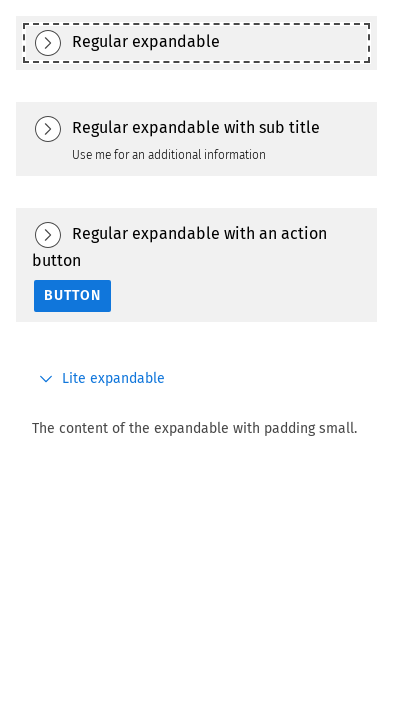 Regular expandable
Regular expandable with sub title
Use me for an additional information
Regular expandable with an action
button
BUTTON
Lite expandable
The content of the expandable with padding small.